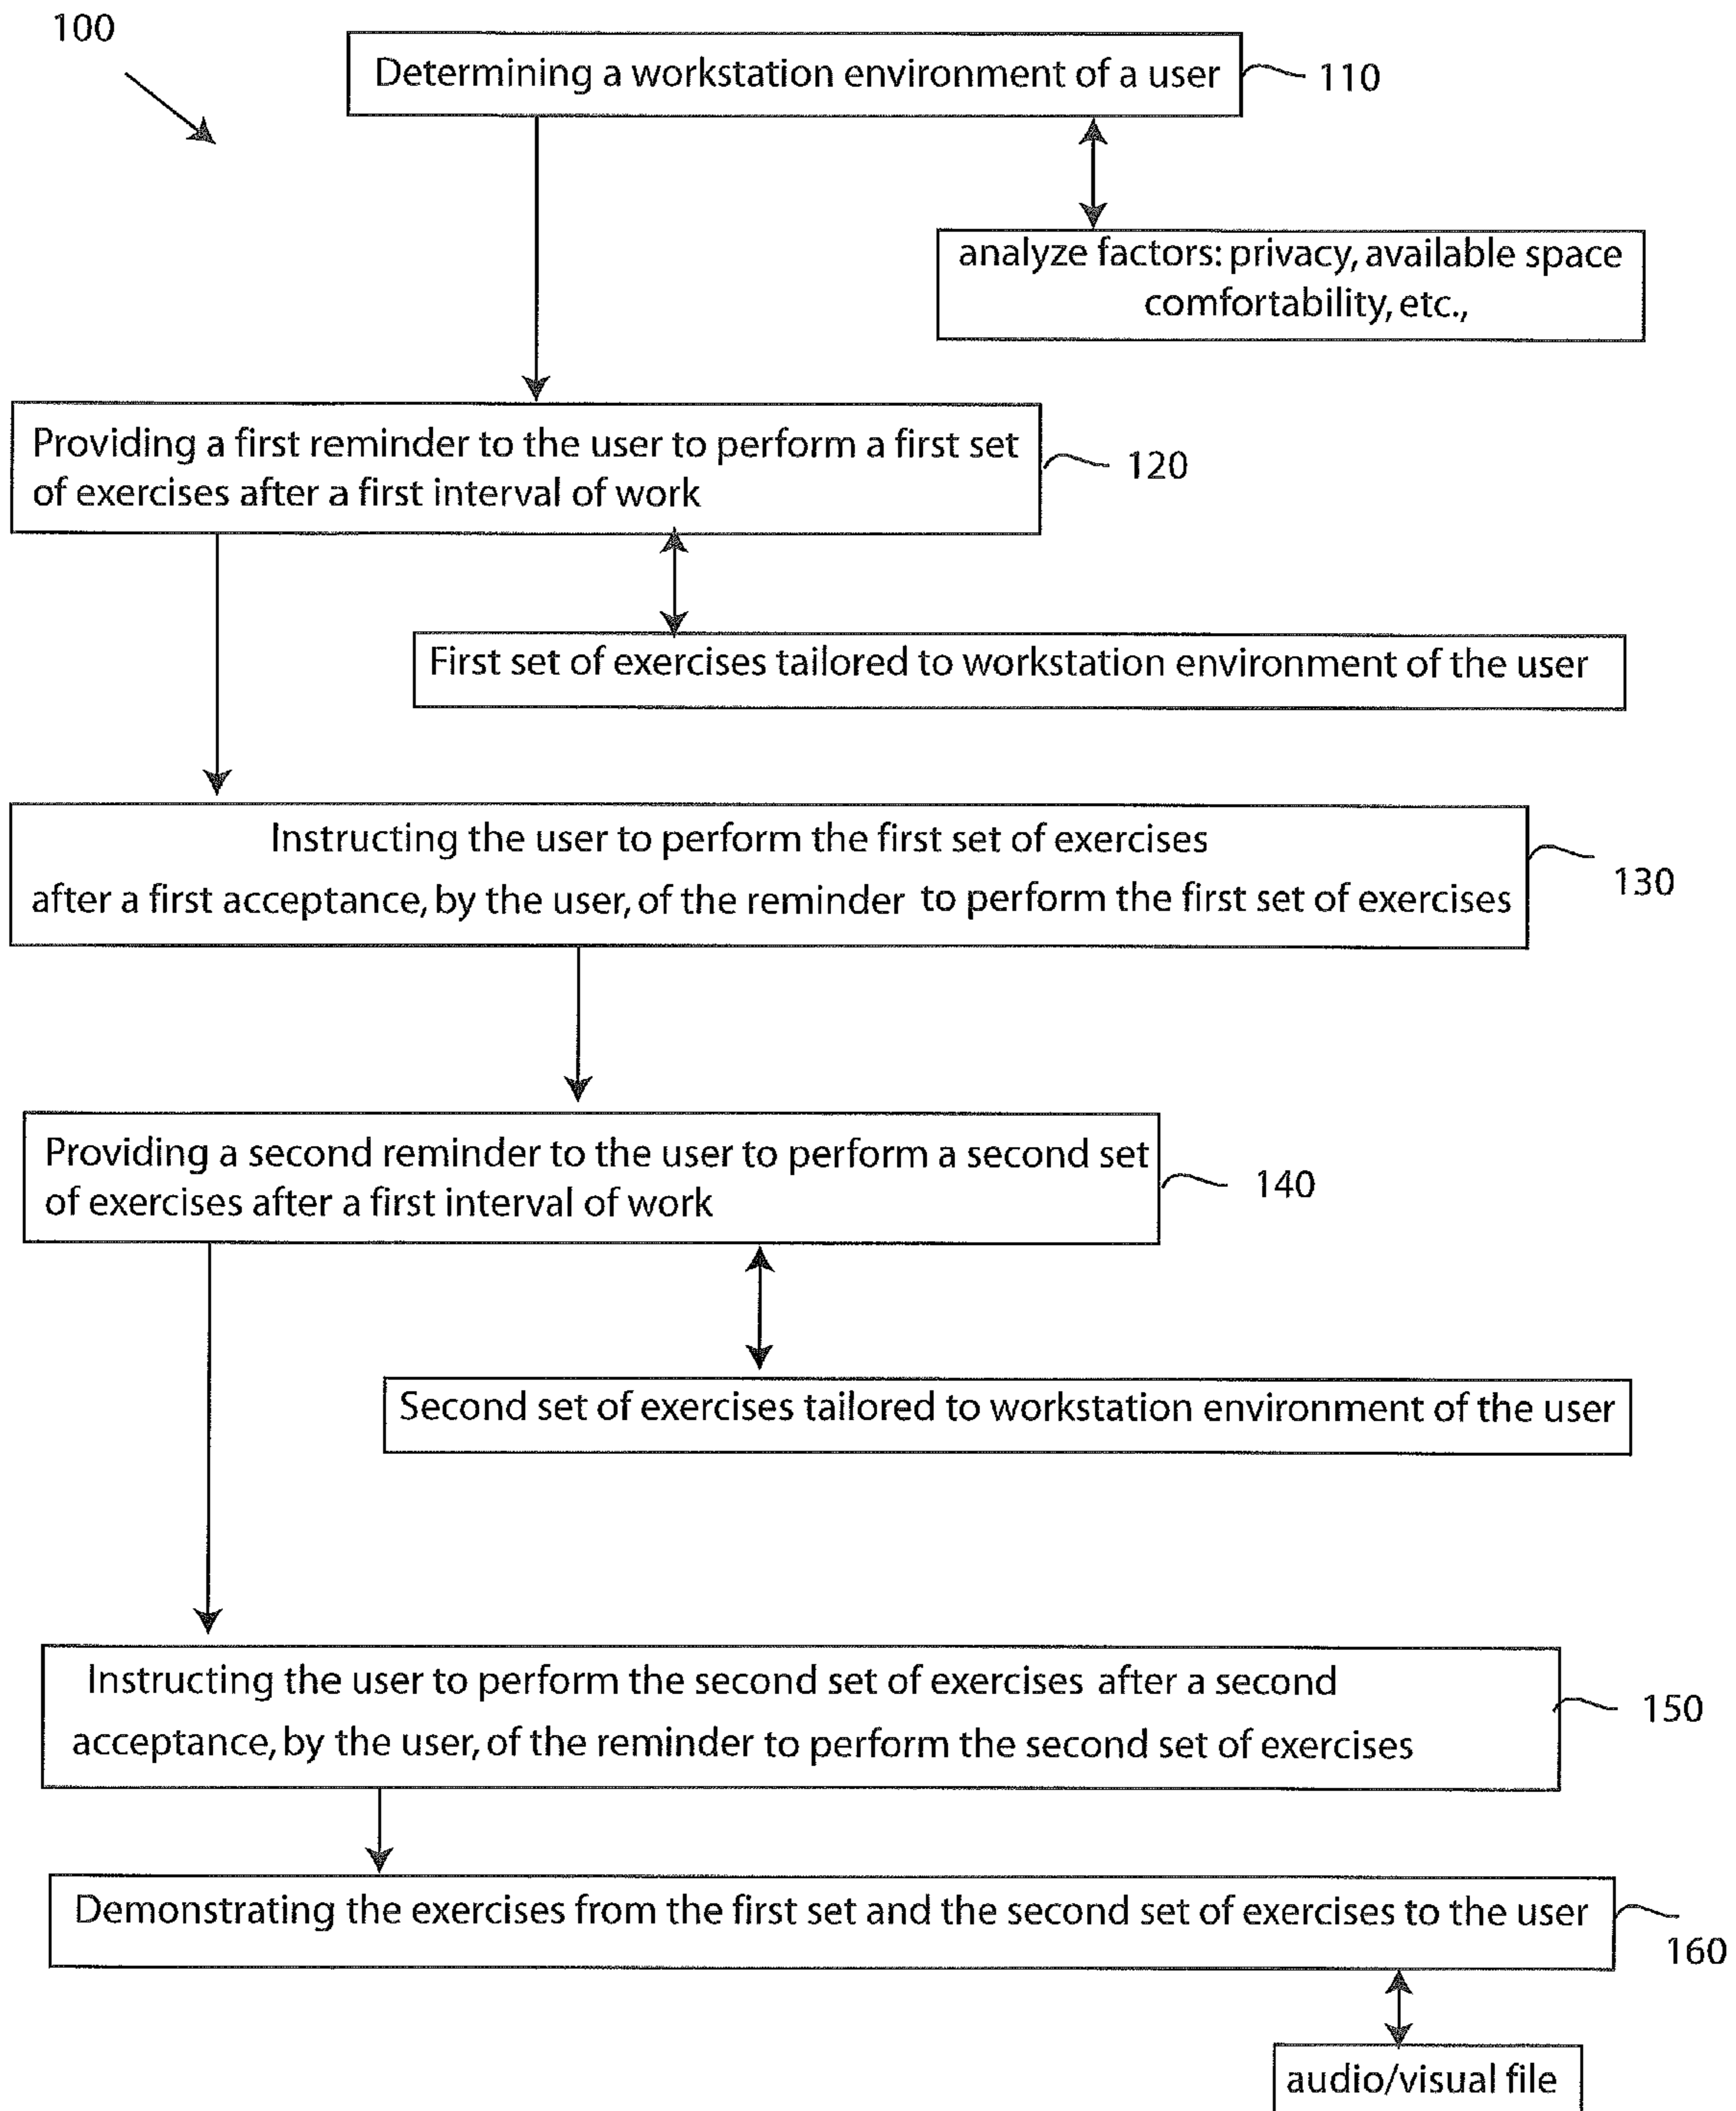 100
Determining a workstation environment of a user
110
analyze factors: privacy, available space
comfortability, etc.,
Providing a first reminder to the user to perform a first set
of exercises after a first interval of work
120
First set of exercises tailored to workstation environment of the user
Instructing the user to perform the first set of exercises
after a first acceptance, by the user, of the reminder to perform the first set of exercises
130
Providing a second reminder to the user to perform a second set
of exercises after a first interval of work
140
Second set of exercises tailored to workstation environment of the user
Instructing the user to perform the second set of exercises after a second
acceptance, by the user, of the reminder to perform the second set of exercises
150
Demonstrating the exercises from the first set and the second set of exercises to the user
160
audio/visual file